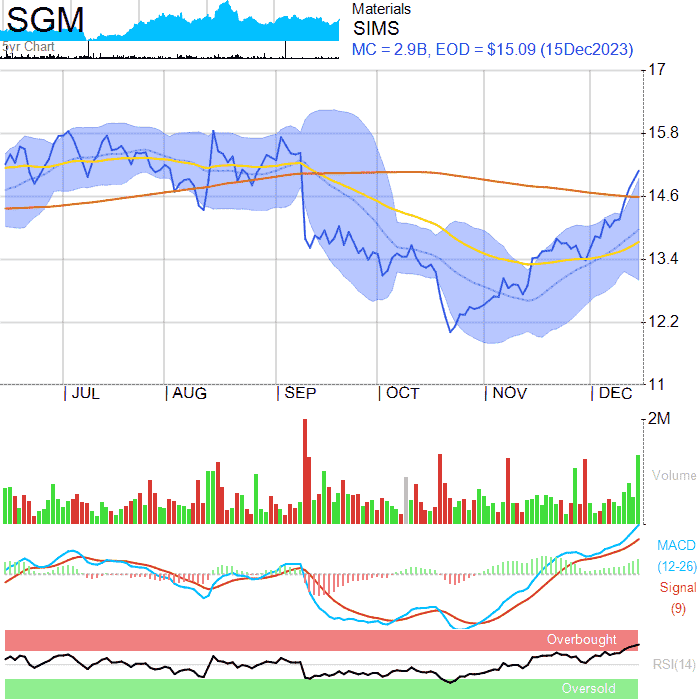 SGM
5yr Chart
Materials
SIMS
MC = 2.9B, EOD = $15.09 (15Dec2023)
17
15.8
14.6
13.4
12.2
11
JUL AUG SEP OCT NOV DEC
2M
Volume
MACD
(12-26)
Signal
(9)
Overbought
RSI(14)
Oversold